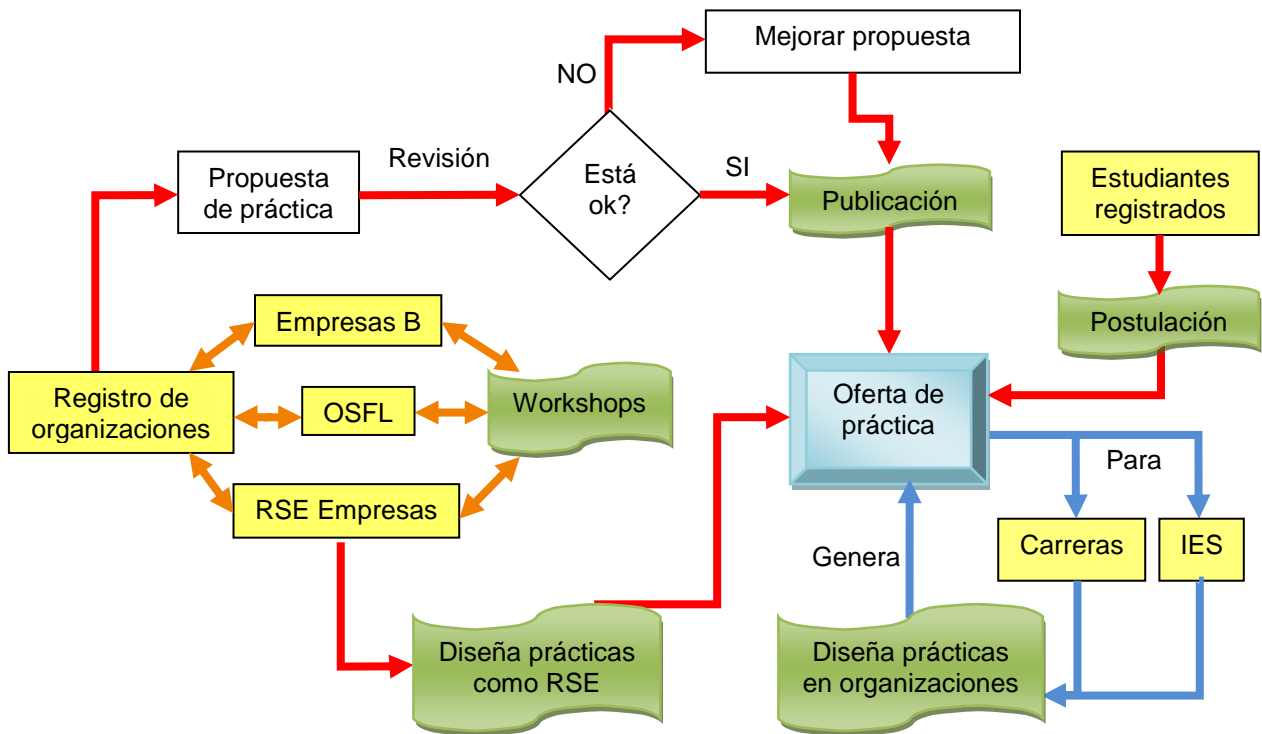 Mejorar propuesta
NO
Revisión
Propuesta
de práctica
Está
ok?
SI
Publicación
Estudiantes
registrados
Empresas B
Postulación
Registro de
organizaciones
OSFL
Workshops
Oferta de
práctica
Para
RSE Empresas
Carreras
IES
Genera
Diseña prácticas
como RSE
Diseña prácticas
en organizaciones